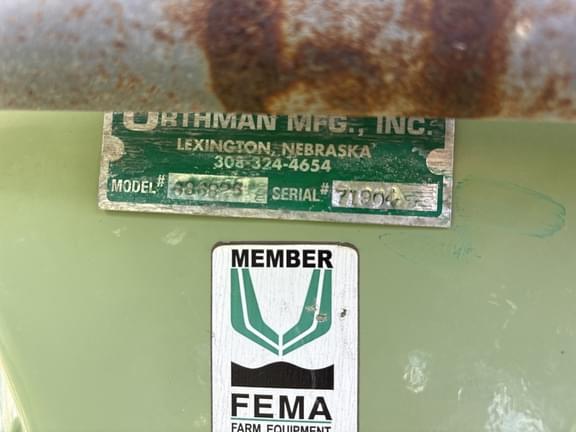 ORTHMAN MFG., INC.
LEXINGTON, NEBRASKA
308-324-4654
MODEL# SERIAL#
MEMBER
FEMA
FARM EQUIPMENT